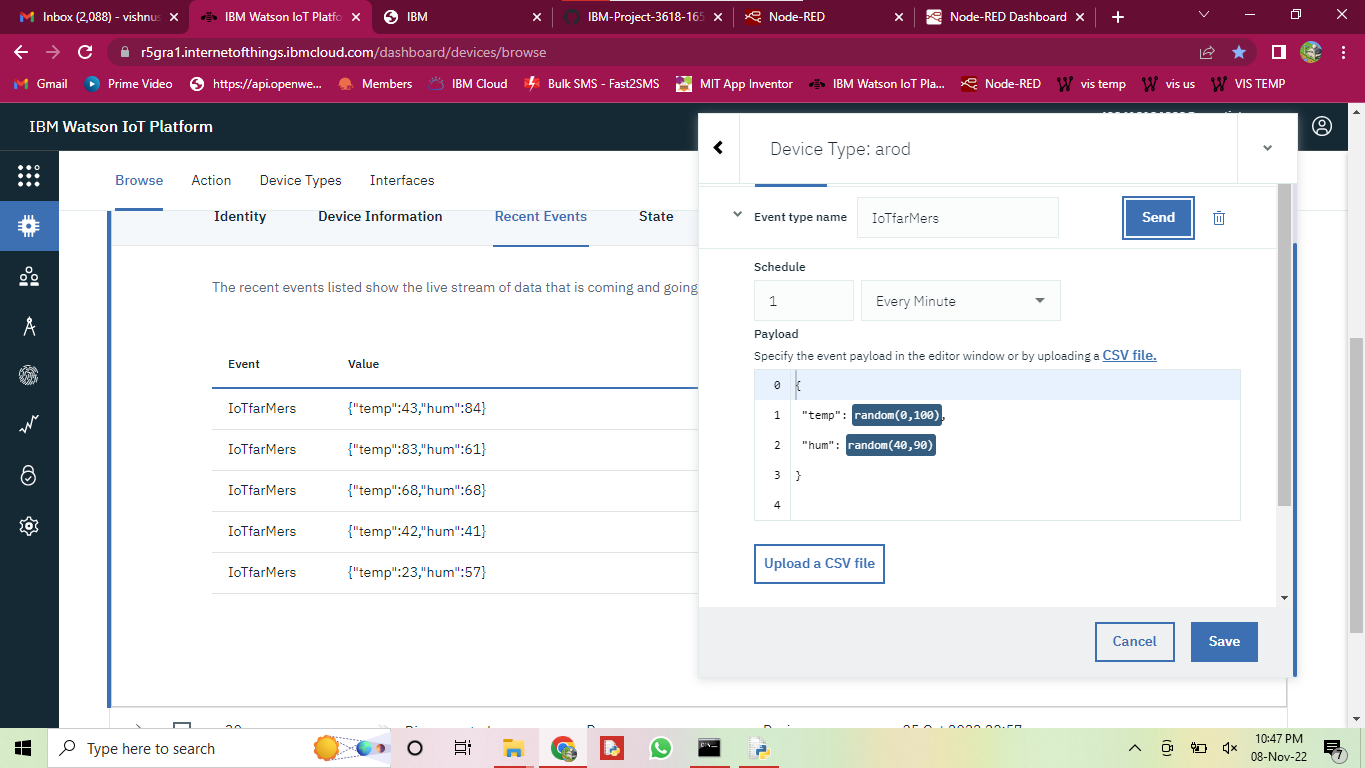 Inbox (2,088) - vishnus
IBM Watson IoT Platfo
IBM
IBM-Project-3618-165
Node-RED
Node-RED Dashboard
r5gra1.internetofthings.ibmcloud.com/dashboard/devices/browse
Gmail
Prime Video
https://api.openwe...
Members
IBM Cloud
Bulk SMS - Fast2SMS
MIT App Inventor
IBM Watson IoT Pla...
Node-RED
vis temp
vis us
VIS TEMP
IBM Watson IoT Platform
Browse
Action
Device Types
Interfaces
Identity
Device Information
Recent Events
State
The recent events listed show the live stream of data that is coming and going
Event
Value
IoTfarMers
{"temp":43,"hum":84}
IoTfarMers
{"temp":83,"hum":61}
IoTfarMers
{"temp":68,"hum":68}
IoTfarMers
{"temp":42,"hum":41}
IoTfarMers
{"temp":23,"hum":57}
Device Type: arod
Event type name
IoTfarMers
Send
Schedule
1
Every Minute
Payload
Specify the event payload in the editor window or by uploading a CSV file.
0 {
1 "temp": random(0,100),
2 "hum": random(40,90)
3 }
4
Upload a CSV file
Cancel
Save
Type here to search
10:47 PM
08-Nov-22
7